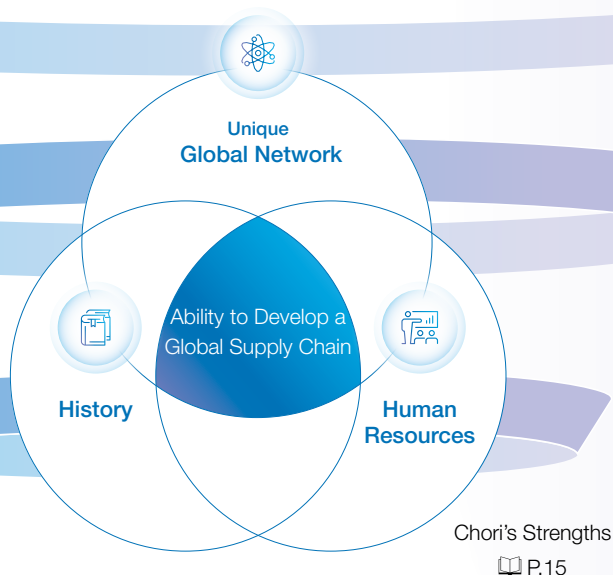 Unique
Global Network
Ability to Develop a
Global Supply Chain
History
Human
Resources
Chori's Strengths
P.15